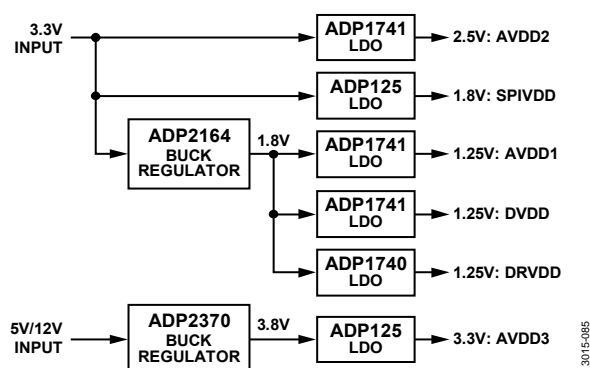 3.3V
INPUT
ADP1741
LDO
2.5V: AVDD2
ADP125
LDO
1.8V: SPIVDD
ADP2164
BUCK
REGULATOR
1.8V
ADP1741
LDO
1.25V: AVDD1
ADP1741
LDO
1.25V: DVDD
ADP1740
LDO
1.25V: DRVDD
5V/12V
INPUT
ADP2370
BUCK
REGULATOR
3.8V
ADP125
LDO
3.3V: AVDD3
3015-085